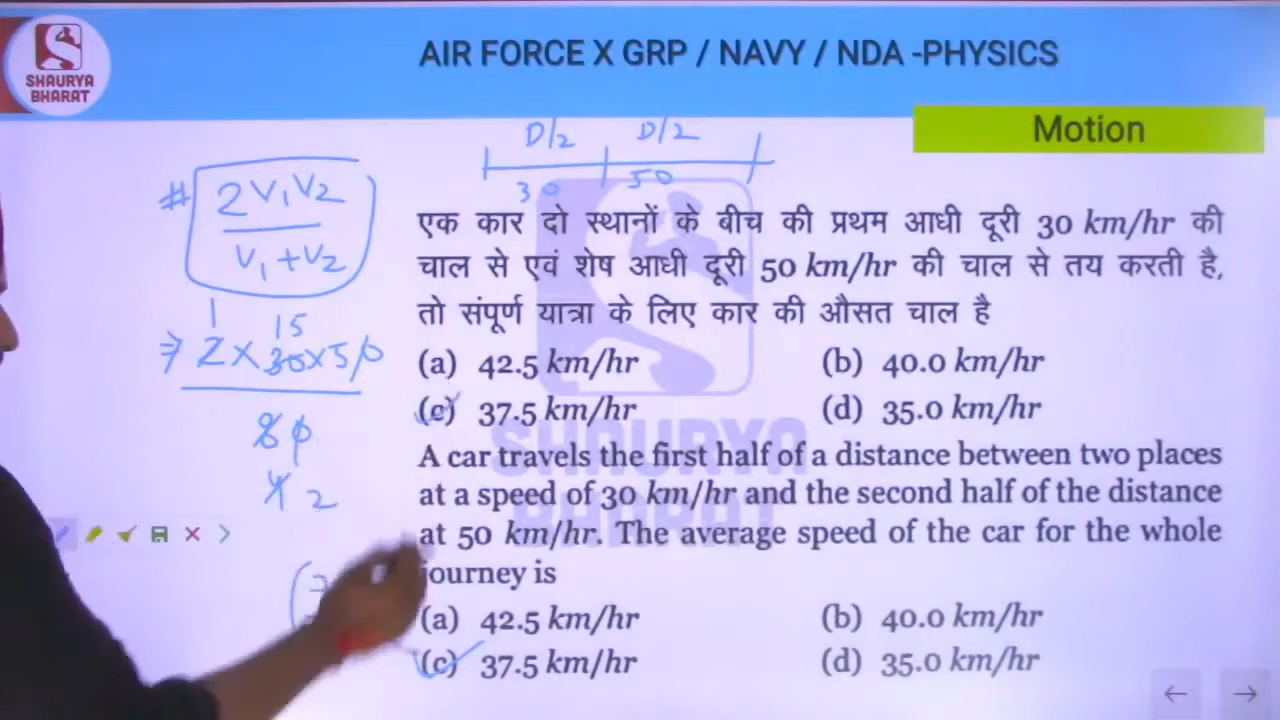 SHAURYA
BHARAT
AIR FORCE X GRP / NAVY / NDA -PHYSICS
Motion
D/2 D/2
30 50
# 2V₁V₂
V₁+V₂
एक कार दो स्थानों के बीच की प्रथम आधी दूरी 30 km/hr की
चाल से एवं शेष आधी दूरी 50 km/hr की चाल से तय करती है,
तो संपूर्ण यात्रा के लिए कार की औसत चाल है
1 15
⇒ 2×30×50
80
4 2
(a) 42.5 km/hr (b) 40.0 km/hr
(c) 37.5 km/hr (d) 35.0 km/hr
SHAURYA
BHARAT
A car travels the first half of a distance between two places
at a speed of 30 km/hr and the second half of the distance
at 50 km/hr. The average speed of the car for the whole
journey is
(a) 42.5 km/hr (b) 40.0 km/hr
(c) 37.5 km/hr (d) 35.0 km/hr